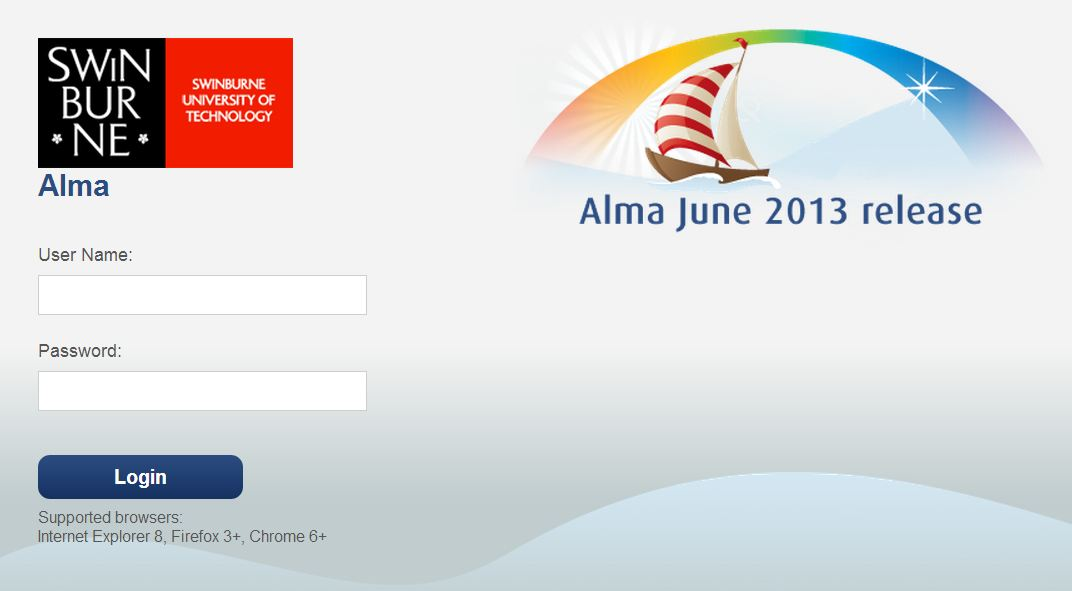 SWiN
BUR
NE
SWINBURNE
UNIVERSITY OF
TECHNOLOGY
Alma
Alma June 2013 release
User Name:
Password:
Login
Supported browsers:
Internet Explorer 8, Firefox 3+, Chrome 6+